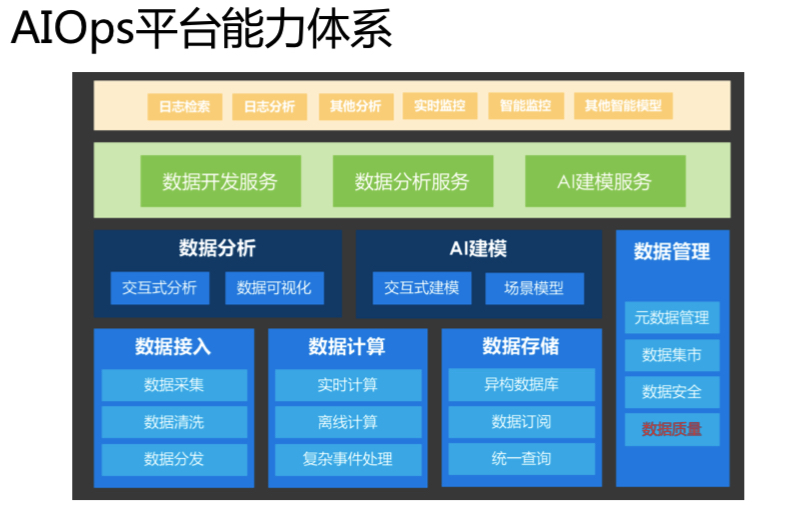 AIOps平台能力体系
日志检索 日志分析 其他分析 实时监控 智能监控 其他智能模型
数据开发服务 数据分析服务 AI建模服务
数据分析
交互式分析 数据可视化
AI建模
交互式建模 场景模型
数据接入
数据采集
数据清洗
数据分发
数据计算
实时计算
离线计算
复杂事件处理
数据存储
异构数据库
数据订阅
统一查询
数据管理
元数据管理
数据集市
数据安全
数据质量